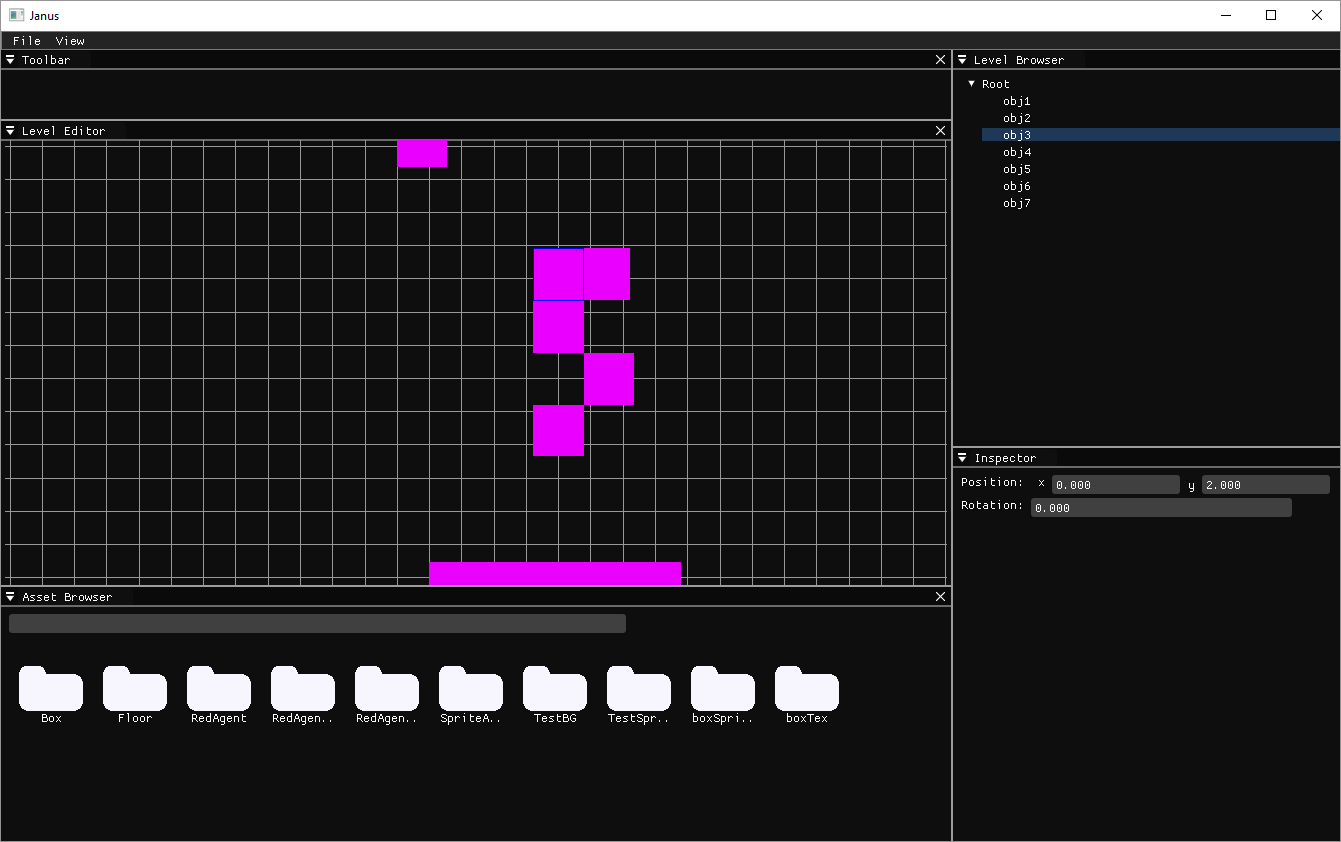 Janus
File View
Toolbar
Level Editor
Asset Browser
Box Floor RedAgent RedAgen.. RedAgen.. SpriteA.. TestBG TestSpr.. boxSpri.. boxTex
Level Browser
Root
obj1
obj2
obj3
obj4
obj5
obj6
obj7
Inspector
Position: x 0.000 y 2.000
Rotation: 0.000